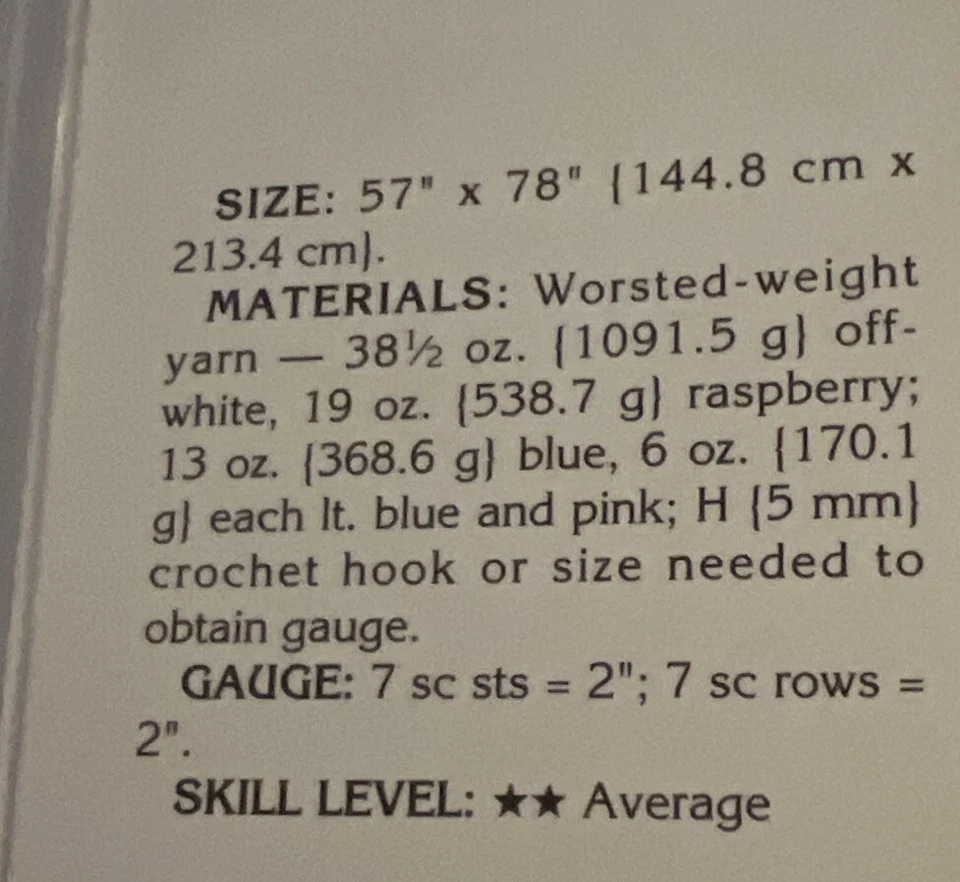 SIZE: 57" x 78" {144.8 cm x
213.4 cm}.
MATERIALS: Worsted-weight
yarn — 38½ oz. {1091.5 g} off-
white, 19 oz. {538.7 g} raspberry;
13 oz. {368.6 g} blue, 6 oz. {170.1
g} each lt. blue and pink; H {5 mm}
crochet hook or size needed to
obtain gauge.
GAUGE: 7 sc sts = 2"; 7 sc rows =
2".
SKILL LEVEL: ★★ Average